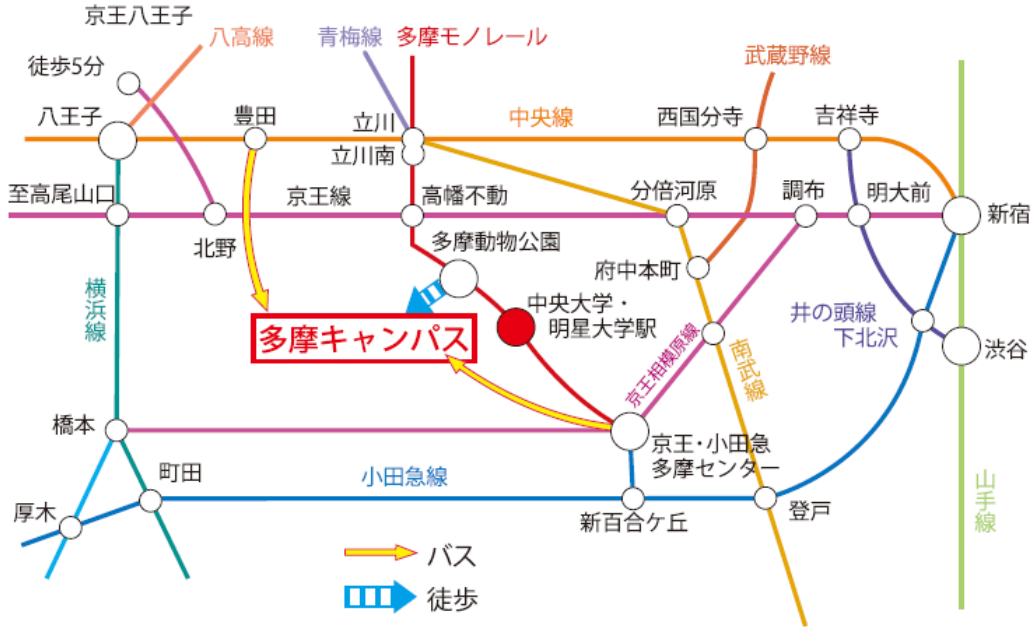 京王八王子
八高線
青梅線
多摩モノレール
武蔵野線
徒歩5分
八王子
豊田
立川
中央線
西国分寺
吉祥寺
立川南
至高尾山口
京王線
高幡不動
分倍河原
調布
明大前
新宿
北野
多摩動物公園
府中本町
横浜線
中央大学・
明星大学駅
井の頭線
下北沢
多摩キャンパス
渋谷
京王相模原線
南武線
橋本
京王・小田急
多摩センター
町田
小田急線
山手線
厚木
新百合ケ丘
登戸
バス
徒歩